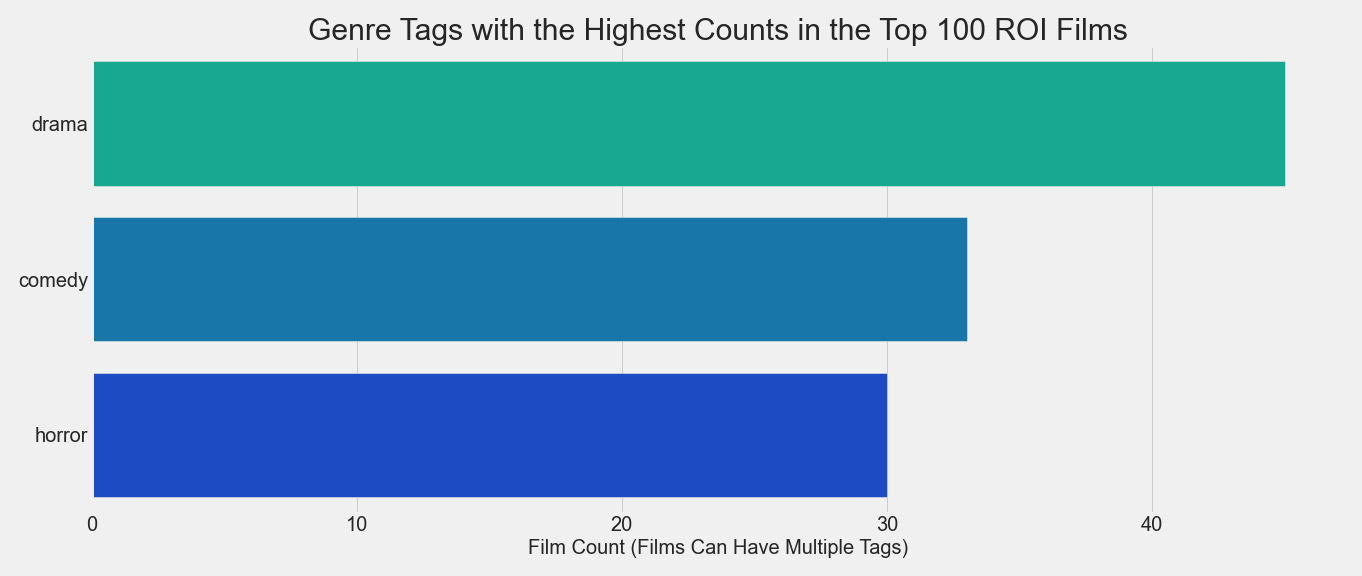 Genre Tags with the Highest Counts in the Top 100 ROI Films
drama
comedy
horror
0 10 20 30 40
Film Count (Films Can Have Multiple Tags)